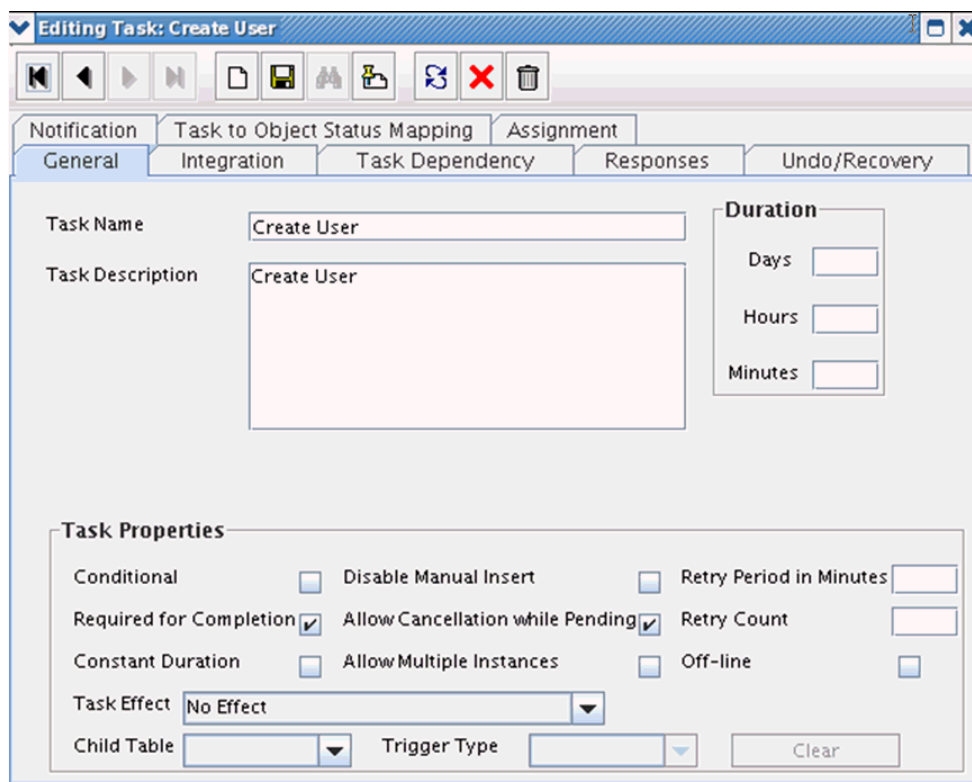 Editing Task: Create User
Notification Task to Object Status Mapping Assignment
General Integration Task Dependency Responses Undo/Recovery
Task Name Create User
Duration
Days
Task Description Create User
Hours
Minutes
Task Properties
Conditional Disable Manual Insert Retry Period in Minutes
Required for Completion Allow Cancellation while Pending Retry Count
Constant Duration Allow Multiple Instances Off-line
Task Effect No Effect
Child Table Trigger Type Clear